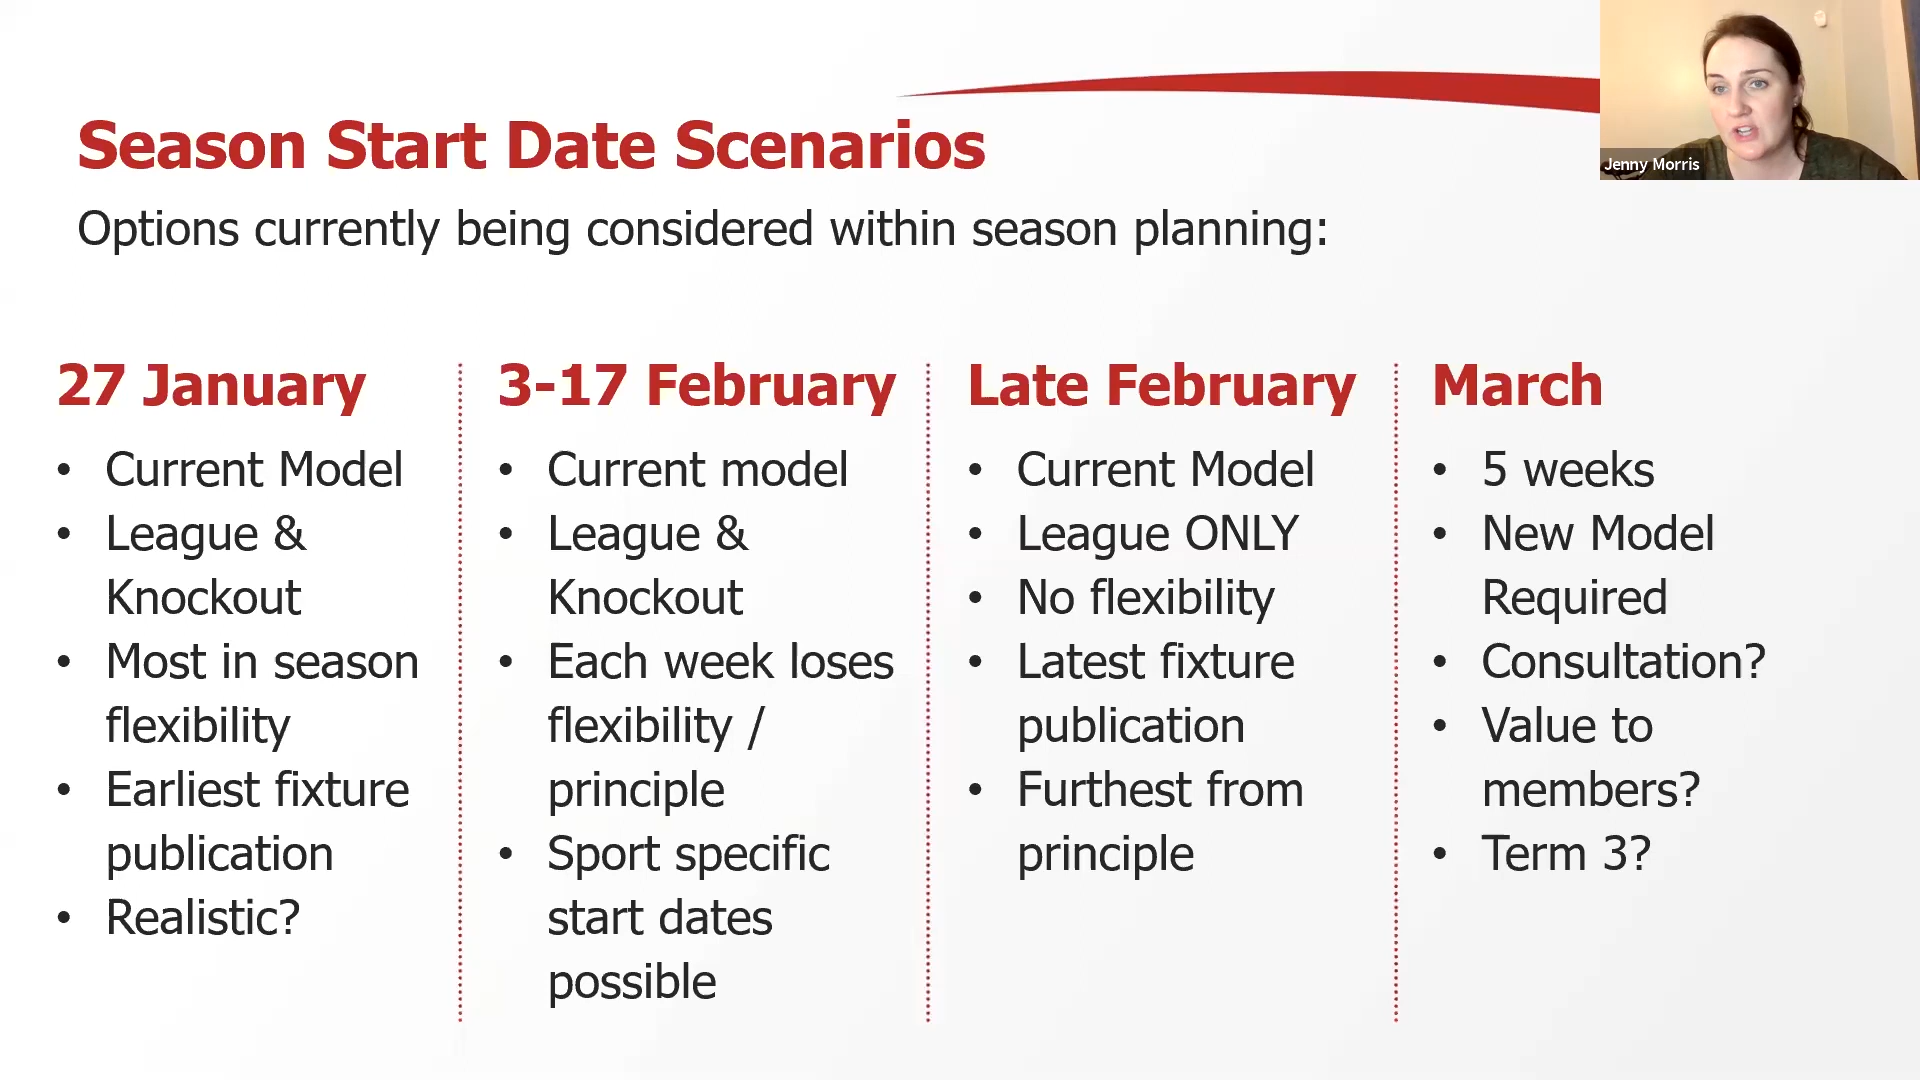 Season Start Date Scenarios
Options currently being considered within season planning:
Jenny Morris
27 January
• Current Model
• League &
Knockout
• Most in season
flexibility
• Earliest fixture
publication
• Realistic?
3-17 February
• Current model
• League &
Knockout
• Each week loses
flexibility /
principle
• Sport specific
start dates
possible
Late February
• Current Model
• League ONLY
• No flexibility
• Latest fixture
publication
• Furthest from
principle
March
• 5 weeks
• New Model
Required
• Consultation?
• Value to
members?
• Term 3?